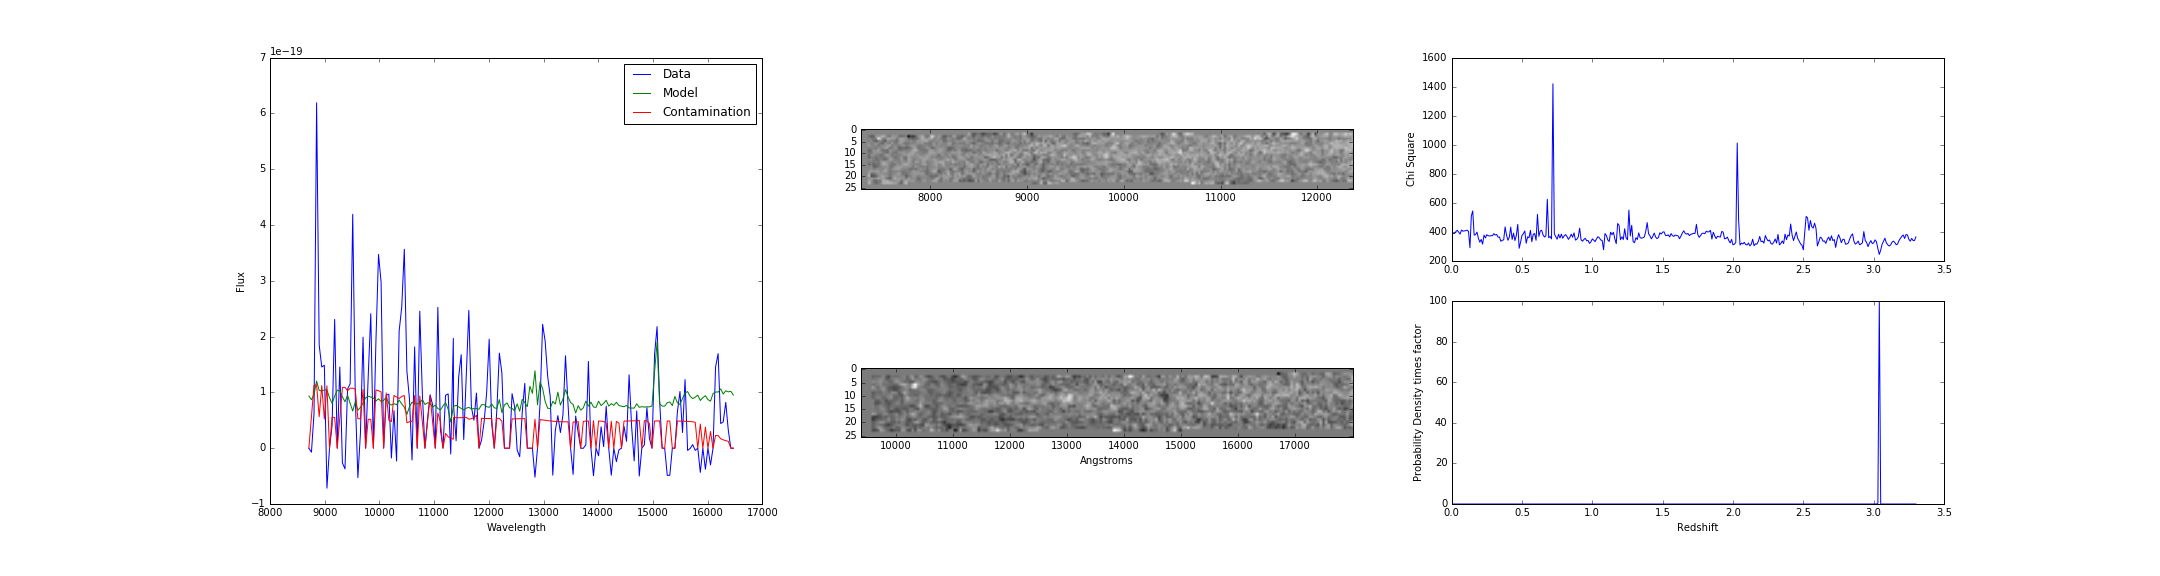 1e−19
7
6
5
4
3
2
1
0
−1
8000 9000 10000 11000 12000 13000 14000 15000 16000 17000
Flux
Wavelength
Data
Model
Contamination
0
5
10
15
20
25
8000 9000 10000 11000 12000
0
5
10
15
20
25
10000 11000 12000 13000 14000 15000 16000 17000
Angstroms
1600
1400
1200
1000
800
600
400
200
0.0 0.5 1.0 1.5 2.0 2.5 3.0 3.5
Chi Square
100
80
60
40
20
0
0.0 0.5 1.0 1.5 2.0 2.5 3.0 3.5
Probability Density times factor
Redshift